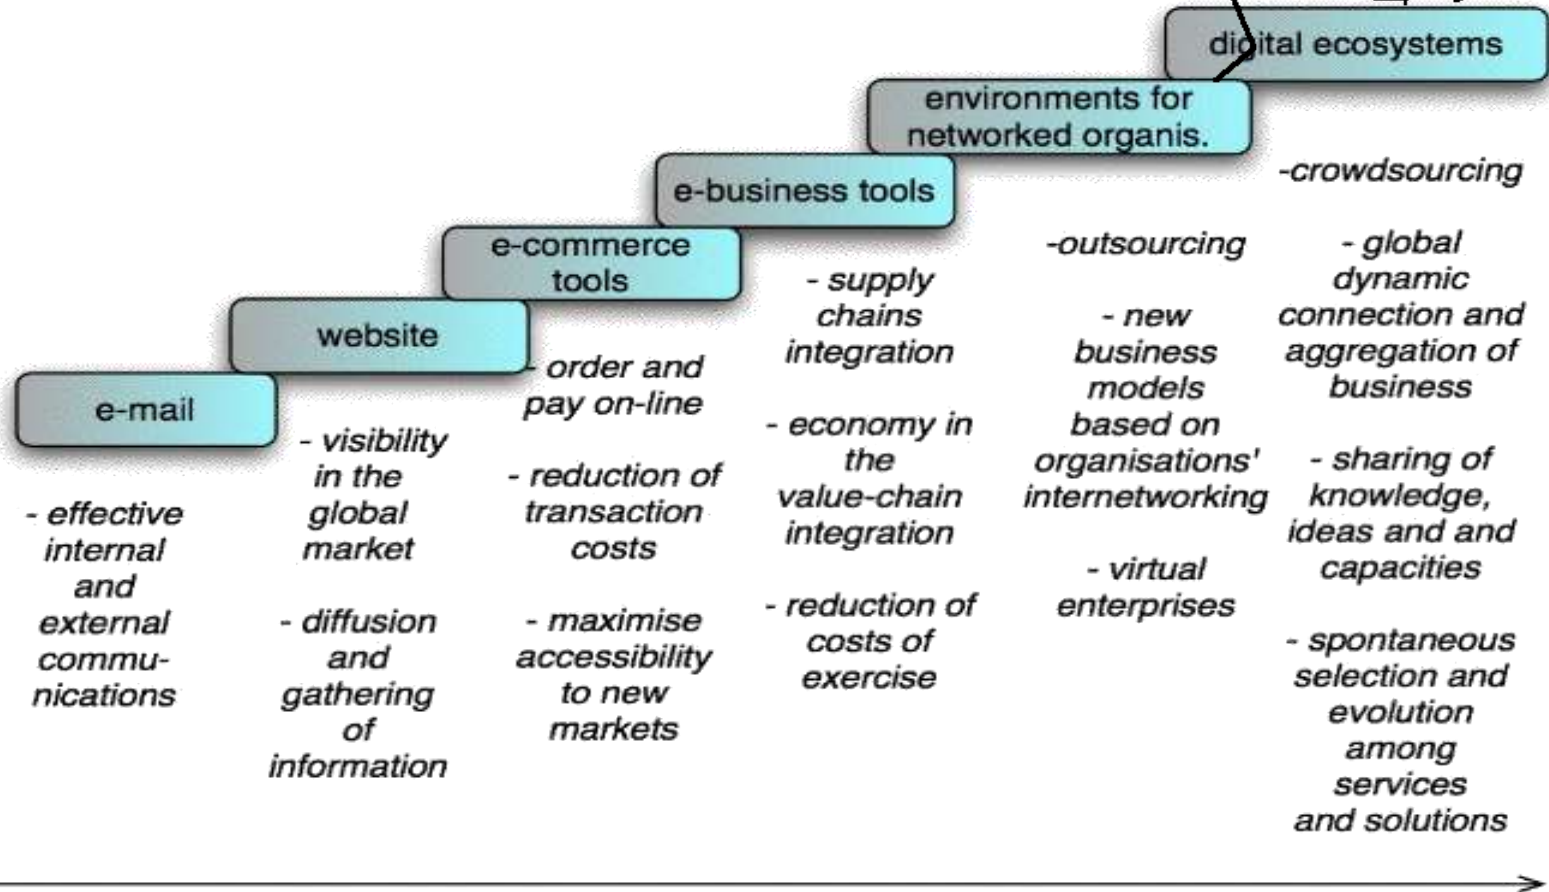 digital ecosystems
environments for
networked organis.
e-business tools
e-commerce
tools
website
e-mail
- effective
internal
and
external
commu-
nications
- visibility
in the
global
market
- diffusion
and
gathering
of
information
- order and
pay on-line
- reduction of
transaction
costs
- maximise
accessibility
to new
markets
- supply
chains
integration
- economy in
the
value-chain
integration
- reduction of
costs of
exercise
-outsourcing
- new
business
models
based on
organisations'
internetworking
- virtual
enterprises
-crowdsourcing
- global
dynamic
connection and
aggregation of
business
- sharing of
knowledge,
ideas and and
capacities
- spontaneous
selection and
evolution
among
services
and solutions